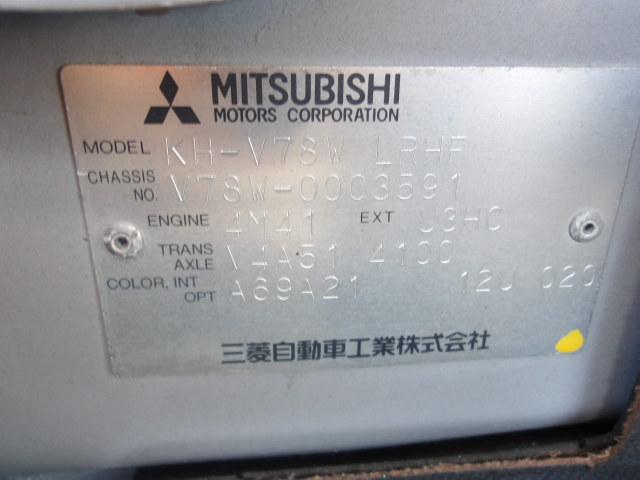 MITSUBISHI
MOTORS CORPORATION
MODEL KH-V78W LRHF
CHASSIS NO. V78W-0003591
ENGINE 4M41 EXT U3HC
TRANS AXLE V4A51 4100
COLOR, INT OPT A69A21 12J 020
三菱自動車工業株式会社